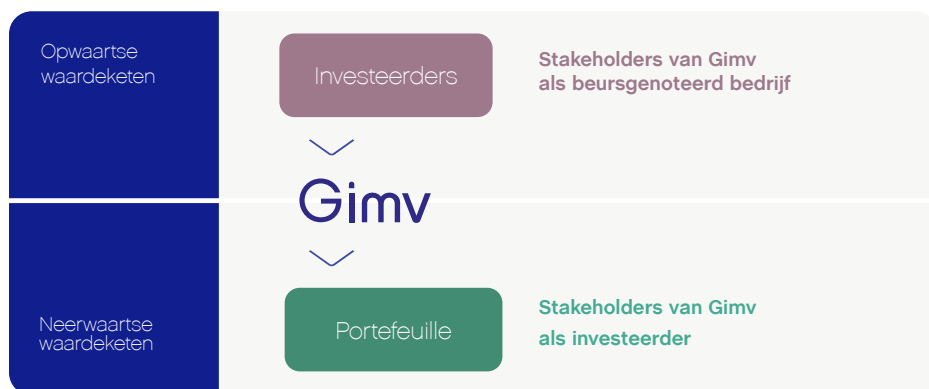 Opwaartse
waardeketen
Investeerders
Stakeholders van Gimv
als beursgenoteerd bedrijf
Gimv
Neerwaartse
waardeketen
Portefeuille
Stakeholders van Gimv
als investeerder